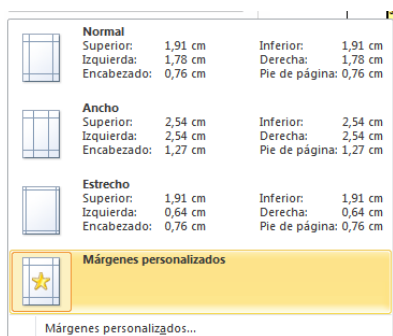 Normal
Superior: 1,91 cm Inferior: 1,91 cm
Izquierda: 1,78 cm Derecha: 1,78 cm
Encabezado: 0,76 cm Pie de página: 0,76 cm
Ancho
Superior: 2,54 cm Inferior: 2,54 cm
Izquierda: 2,54 cm Derecha: 2,54 cm
Encabezado: 1,27 cm Pie de página: 1,27 cm
Estrecho
Superior: 1,91 cm Inferior: 1,91 cm
Izquierda: 0,64 cm Derecha: 0,64 cm
Encabezado: 0,76 cm Pie de página: 0,76 cm
Márgenes personalizados
Márgenes personalizados...